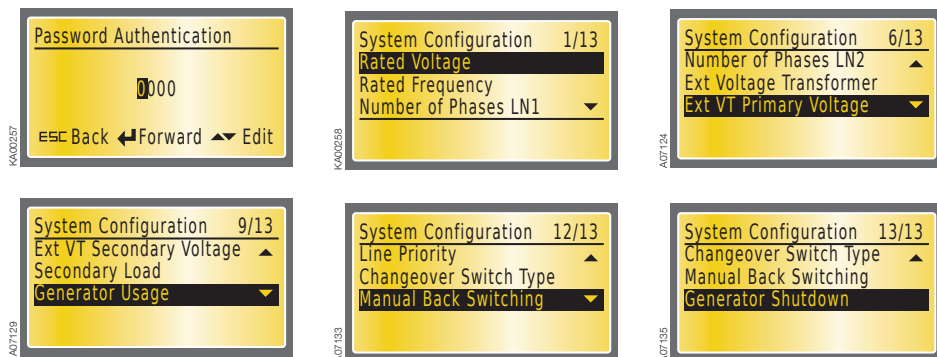 Password Authentication
0000
ESC Back Forward Edit
KA00257
System Configuration 1/13
Rated Voltage
Rated Frequency
Number of Phases LN1
KA00258
System Configuration 6/13
Number of Phases LN2
Ext Voltage Transformer
Ext VT Primary Voltage
A07124
System Configuration 9/13
Ext VT Secondary Voltage
Secondary Load
Generator Usage
A07129
System Configuration 12/13
Line Priority
Changeover Switch Type
Manual Back Switching
A07133
System Configuration 13/13
Changeover Switch Type
Manual Back Switching
Generator Shutdown
A07135